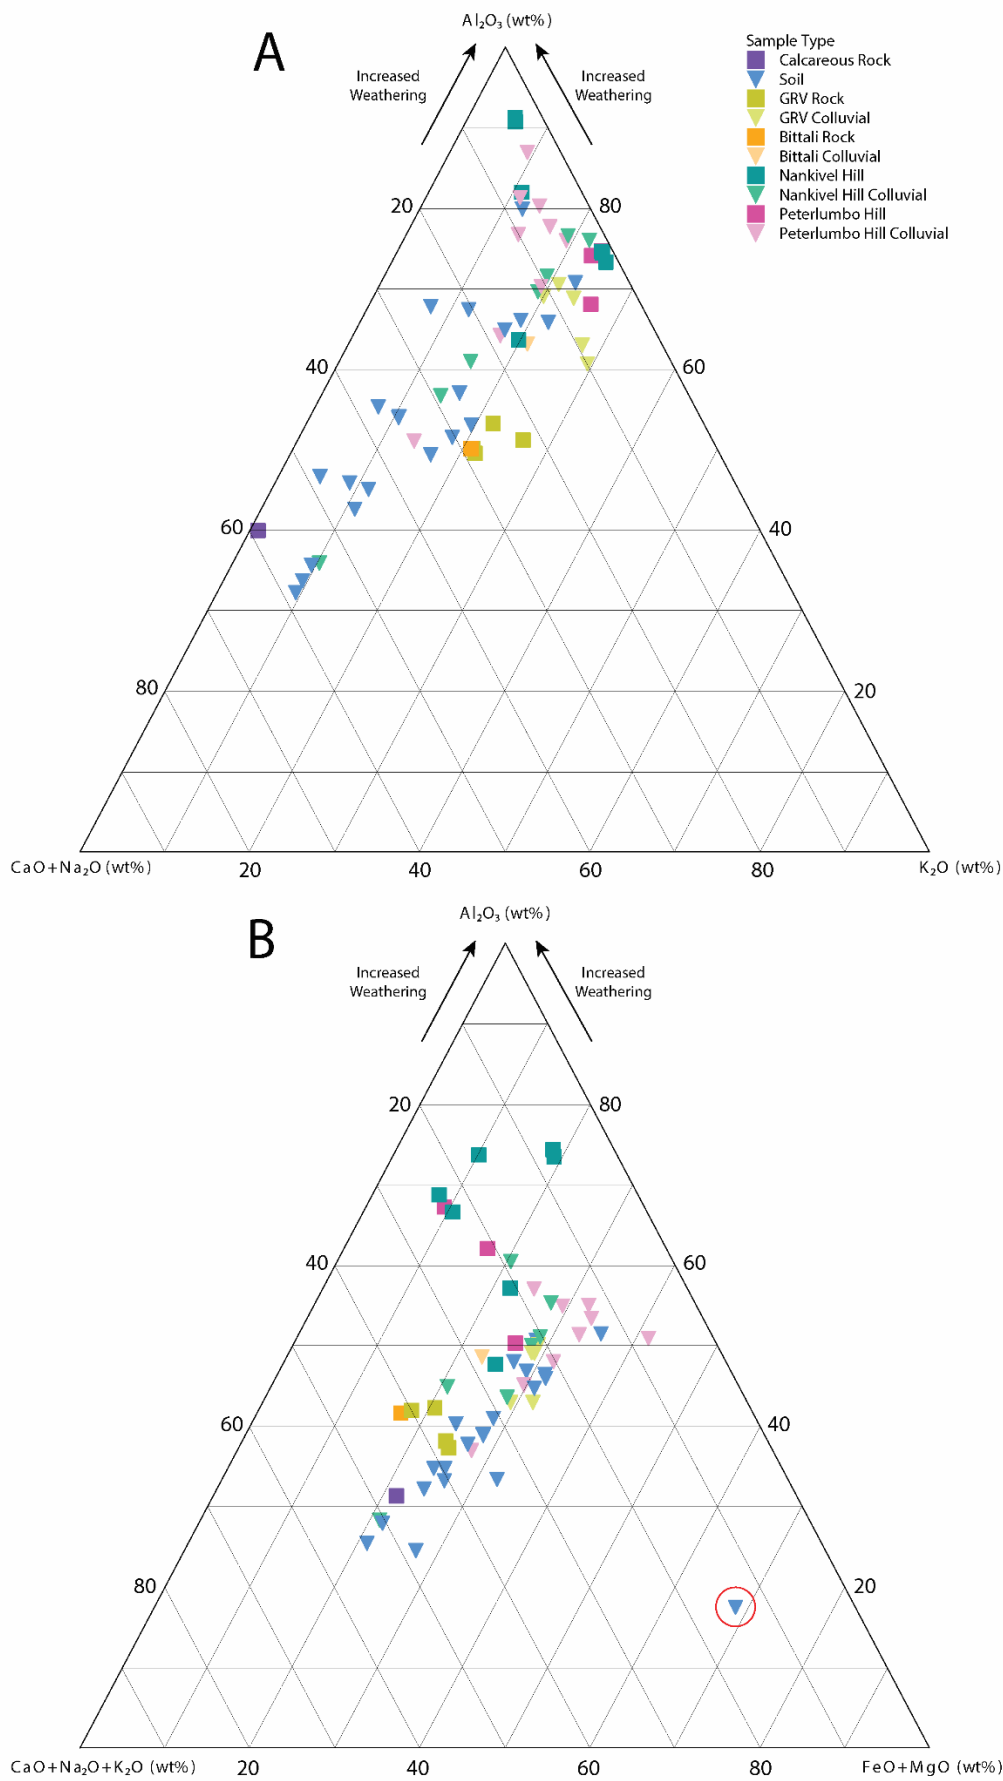 Al₂O₃ (wt%)
A
Increased
Weathering
Increased
Weathering
Sample Type
Calcareous Rock
Soil
GRV Rock
GRV Colluvial
Bittali Rock
Bittali Colluvial
Nankivel Hill
Nankivel Hill Colluvial
Peterlumbo Hill
Peterlumbo Hill Colluvial
20
80
40
60
60
40
80
20
CaO+Na₂O (wt%)
20
40
60
80
K₂O (wt%)
Al₂O₃ (wt%)
B
Increased
Weathering
Increased
Weathering
20
80
40
60
60
40
80
20
CaO+Na₂O+K₂O (wt%)
20
40
60
80
FeO+MgO (wt%)